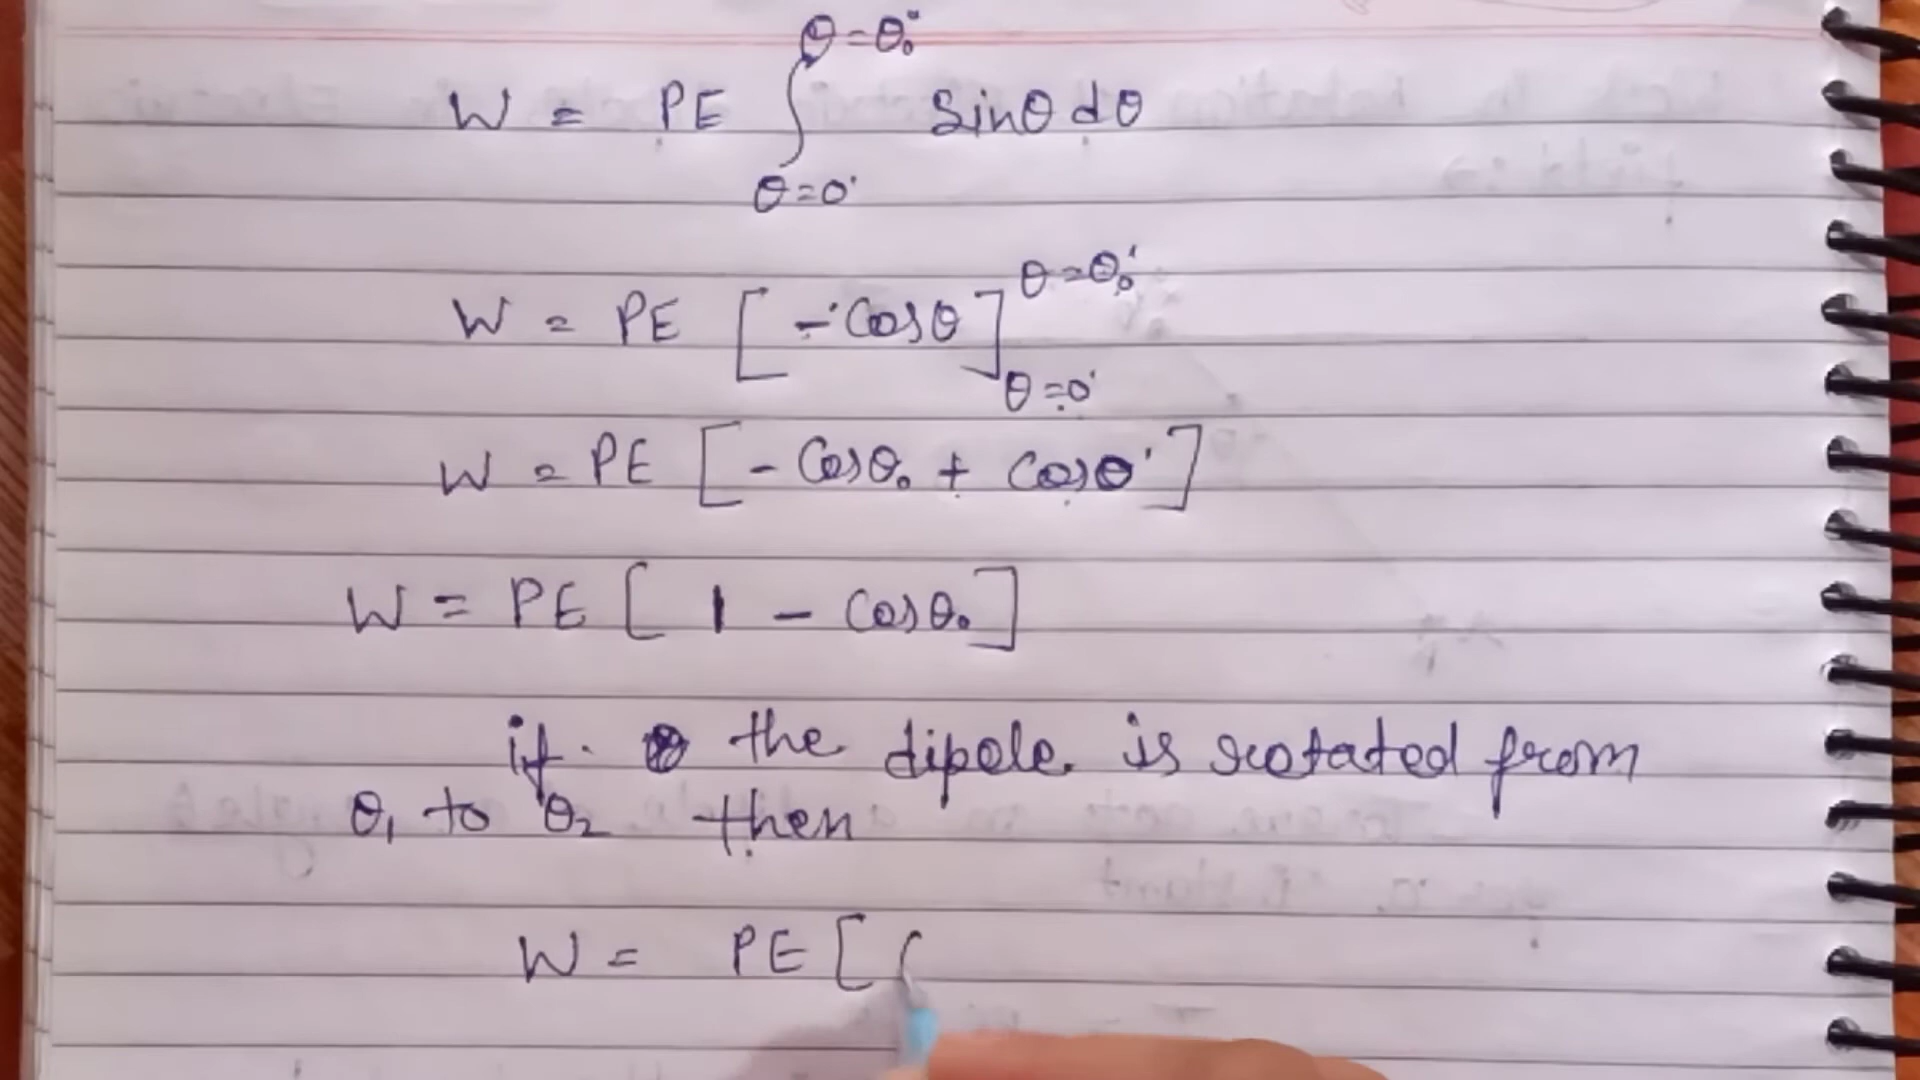 W = PE ∫ θ=0° θ=θ₀° Sinθ dθ
W = PE [-Cosθ] θ=θ₀° θ=0°
W = PE [- Cosθ₀ + Cos0°]
W = PE [ 1 - Cosθ₀]
if the dipole is rotated from
θ₁ to θ₂ then
W = PE [